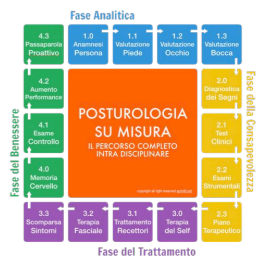 Fase Analitica
4.3
Passaparola
Proattivo
1.0
Anamnesi
Persona
1.1
Valutazione
Piede
1.2
Valutazione
Occhio
1.3
Valutazione
Bocca
4.2
Aumento
Performance
2.0
Diagnostica
dei Segni
4.1
Esame
Controllo
2.1
Test
Clinici
4.0
Memoria
Cervello
2.2
Esami
Strumentali
3.3
Scomparsa
Sintomi
3.2
Terapia
Fasciale
3.1
Trattamento
Recettori
3.0
Terapia
del Self
2.3
Piano
Terapeutico
POSTUROLOGIA
SU MISURA
IL PERCORSO COMPLETO
INTRA DISCIPLINARE
Fase del Benessere
Fase della Consapevolezza
Fase del Trattamento